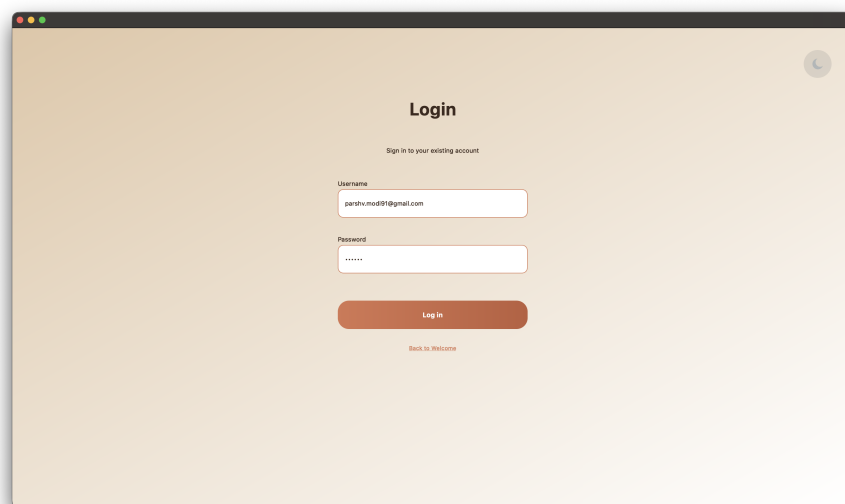 Login
Sign in to your existing account
Username
parshv.modi91@gmail.com
Password
••••••
Log in
Back to Welcome